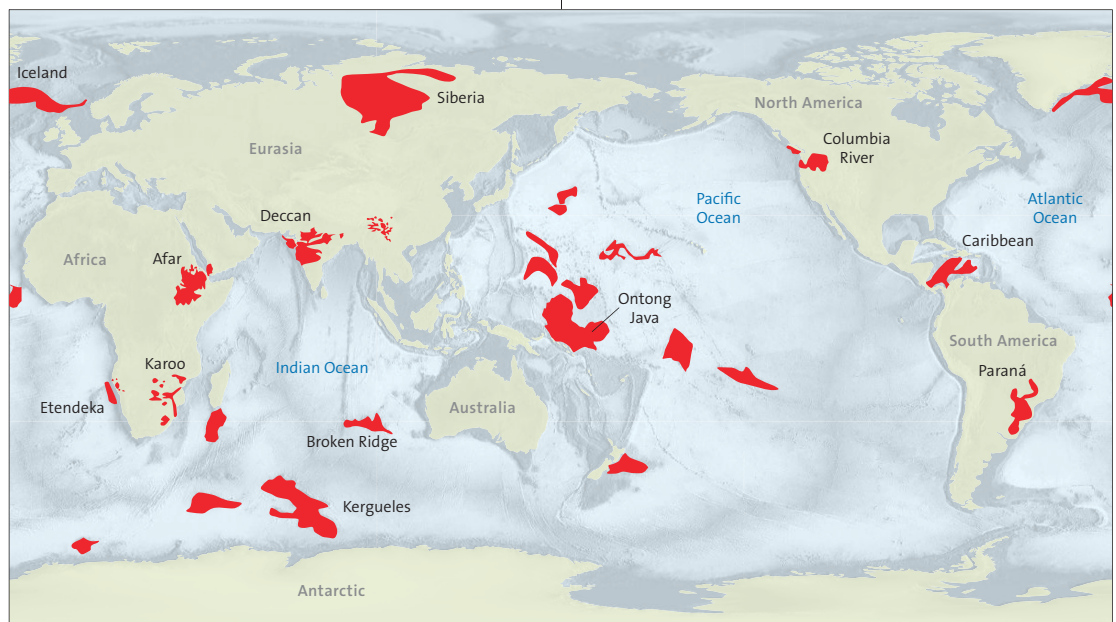 Iceland
Siberia
North America
Columbia
River
Eurasia
Pacific
Ocean
Atlantic
Ocean
Deccan
Caribbean
Africa
Afar
Ontong
Java
South America
Karoo
Indian Ocean
Paraná
Etendeka
Australia
Broken Ridge
Kergueles
Antarctic